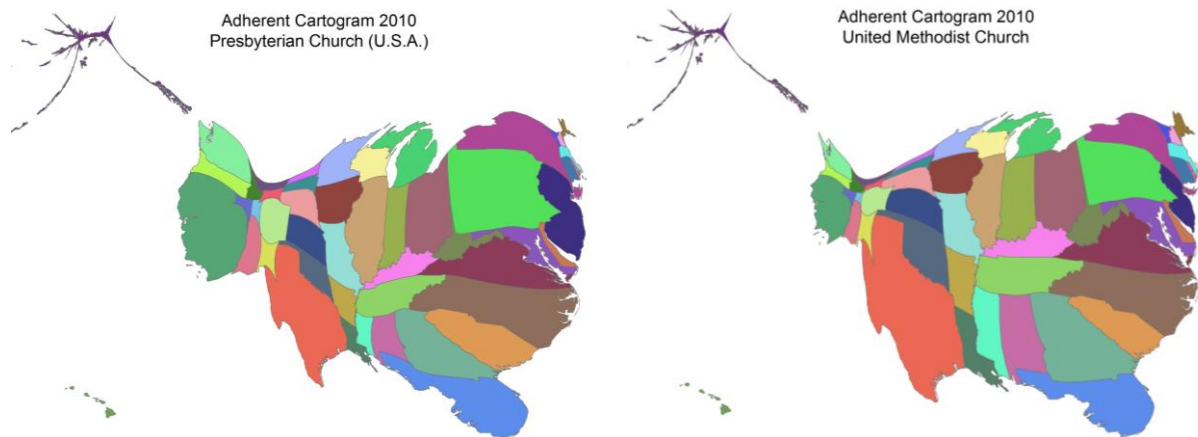 Adherent Cartogram 2010
Presbyterian Church (U.S.A.)
Adherent Cartogram 2010
United Methodist Church